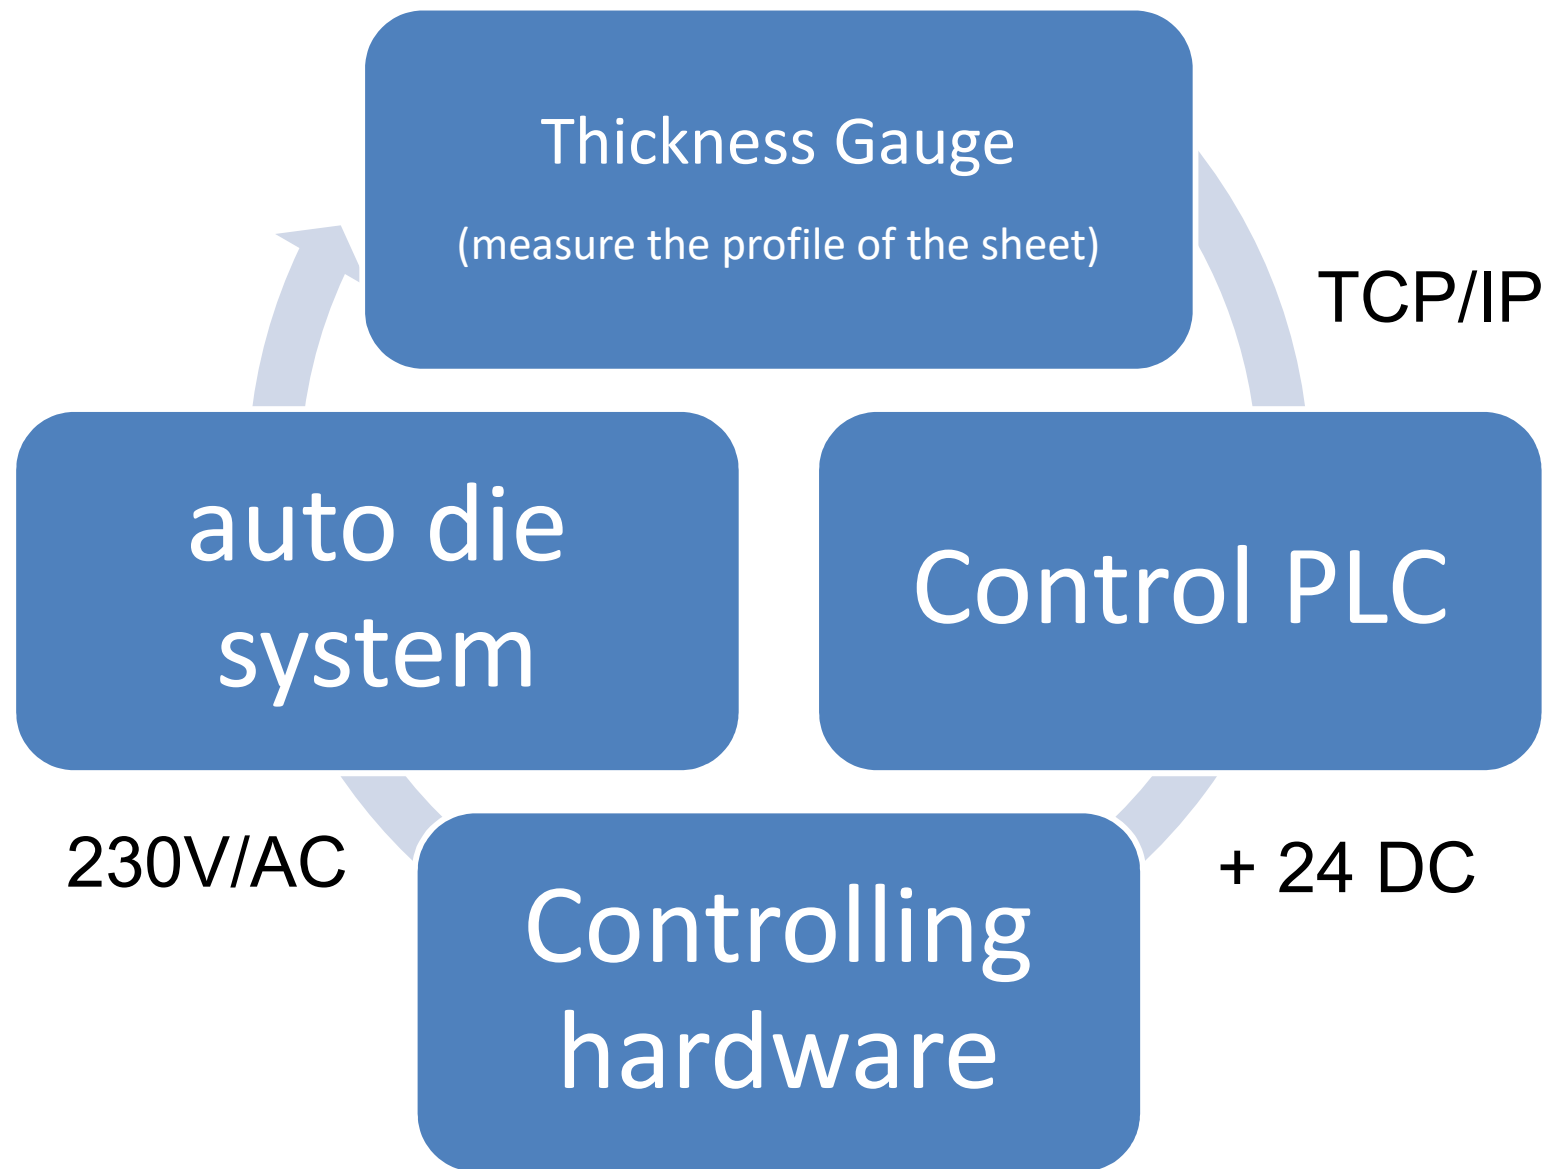 Thickness Gauge
(measure the profile of the sheet)
TCP/IP
auto die
system
Control PLC
230V/AC
+ 24 DC
Controlling
hardware